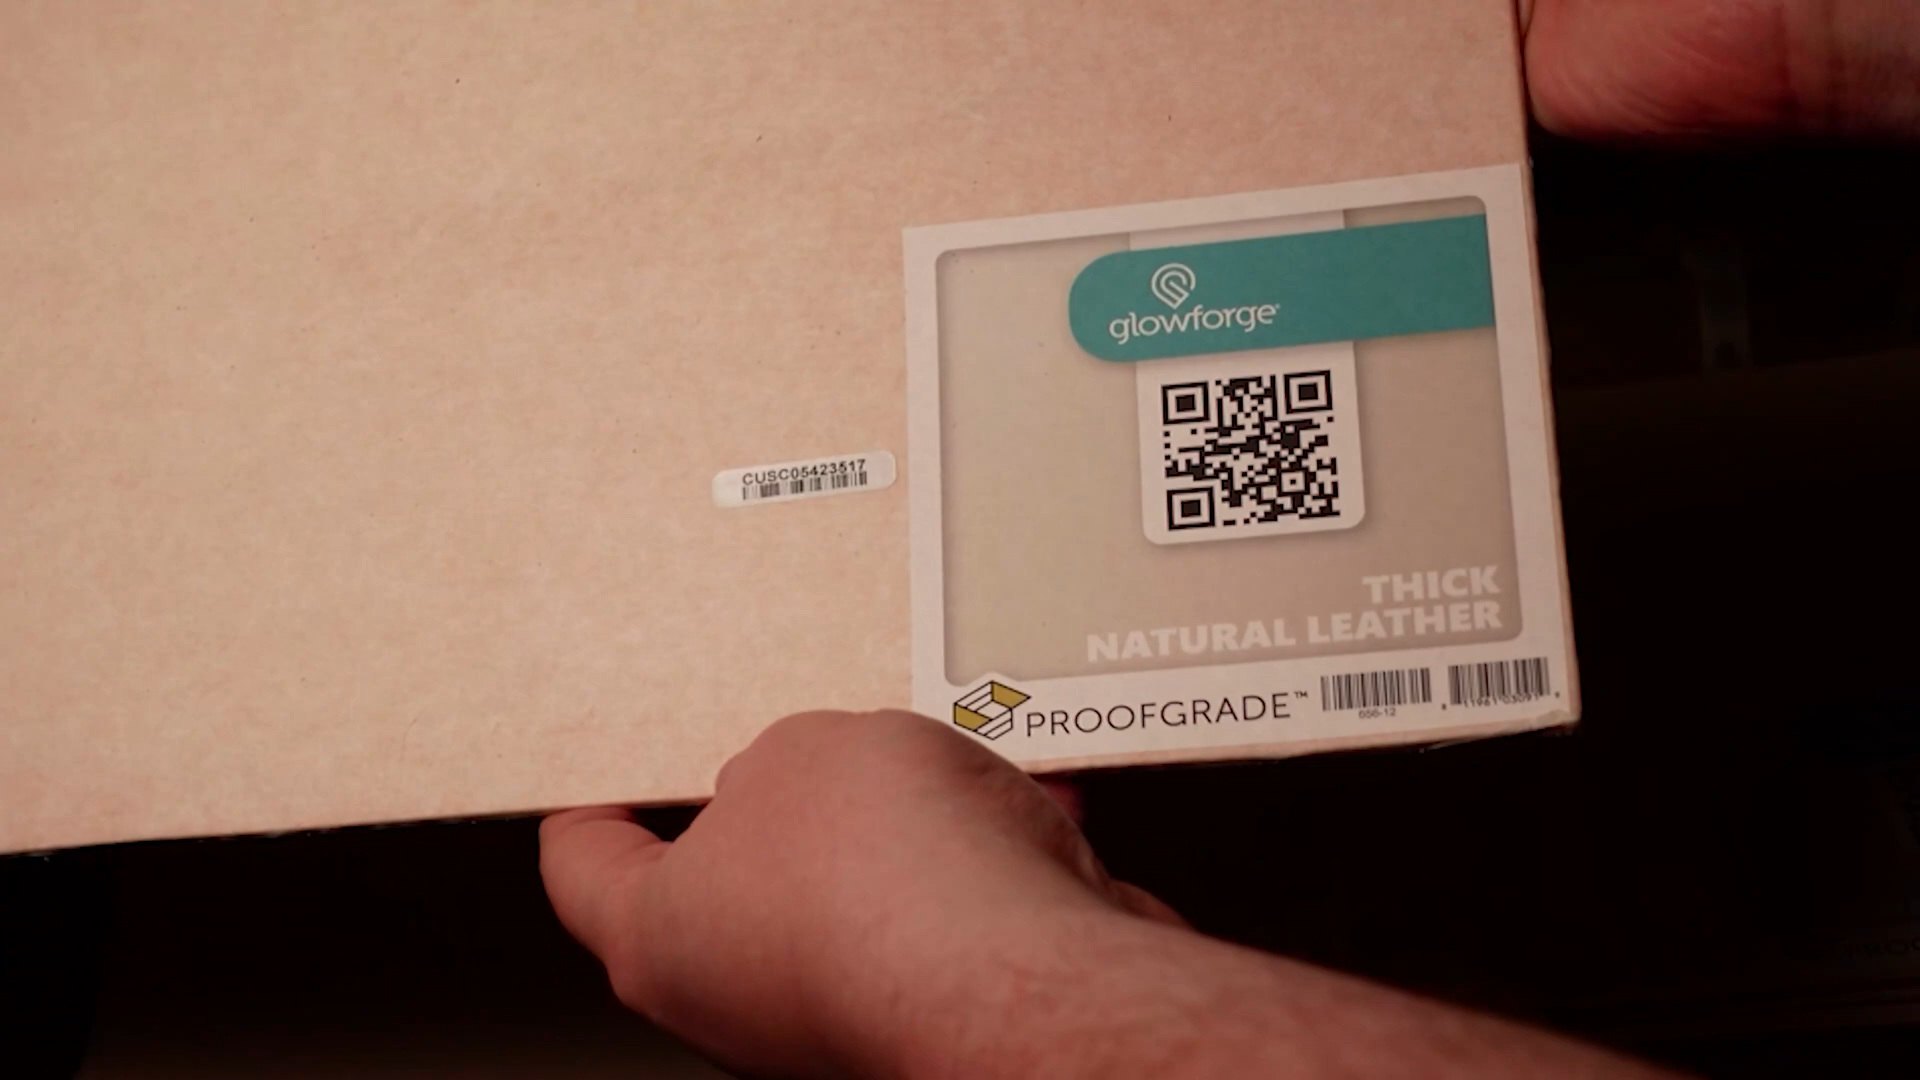 glowforge
CUSC05423517
THICK
NATURAL LEATHER
PROOFGRADE™